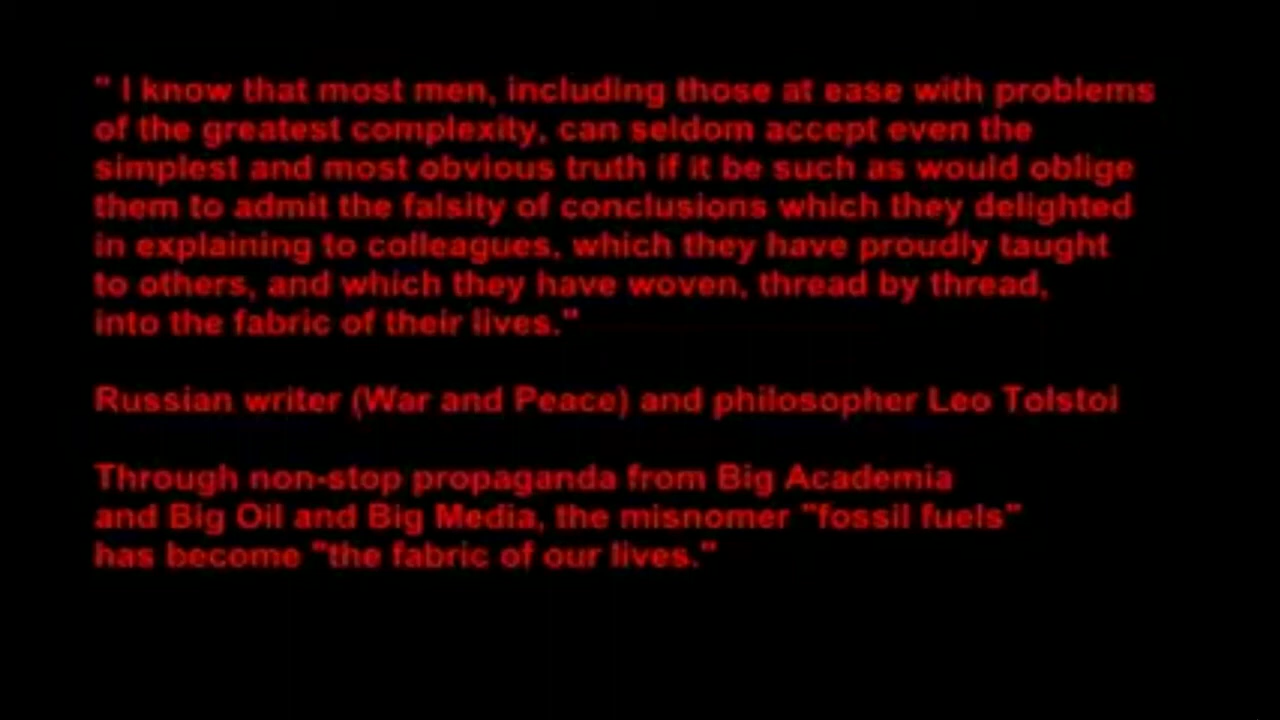 " I know that most men, including those at ease with problems
of the greatest complexity, can seldom accept even the
simplest and most obvious truth if it be such as would oblige
them to admit the falsity of conclusions which they delighted
in explaining to colleagues, which they have proudly taught
to others, and which they have woven, thread by thread,
into the fabric of their lives."
Russian writer (War and Peace) and philosopher Leo Tolstoi
Through non-stop propaganda from Big Academia
and Big Oil and Big Media, the misnomer "fossil fuels"
has become "the fabric of our lives."